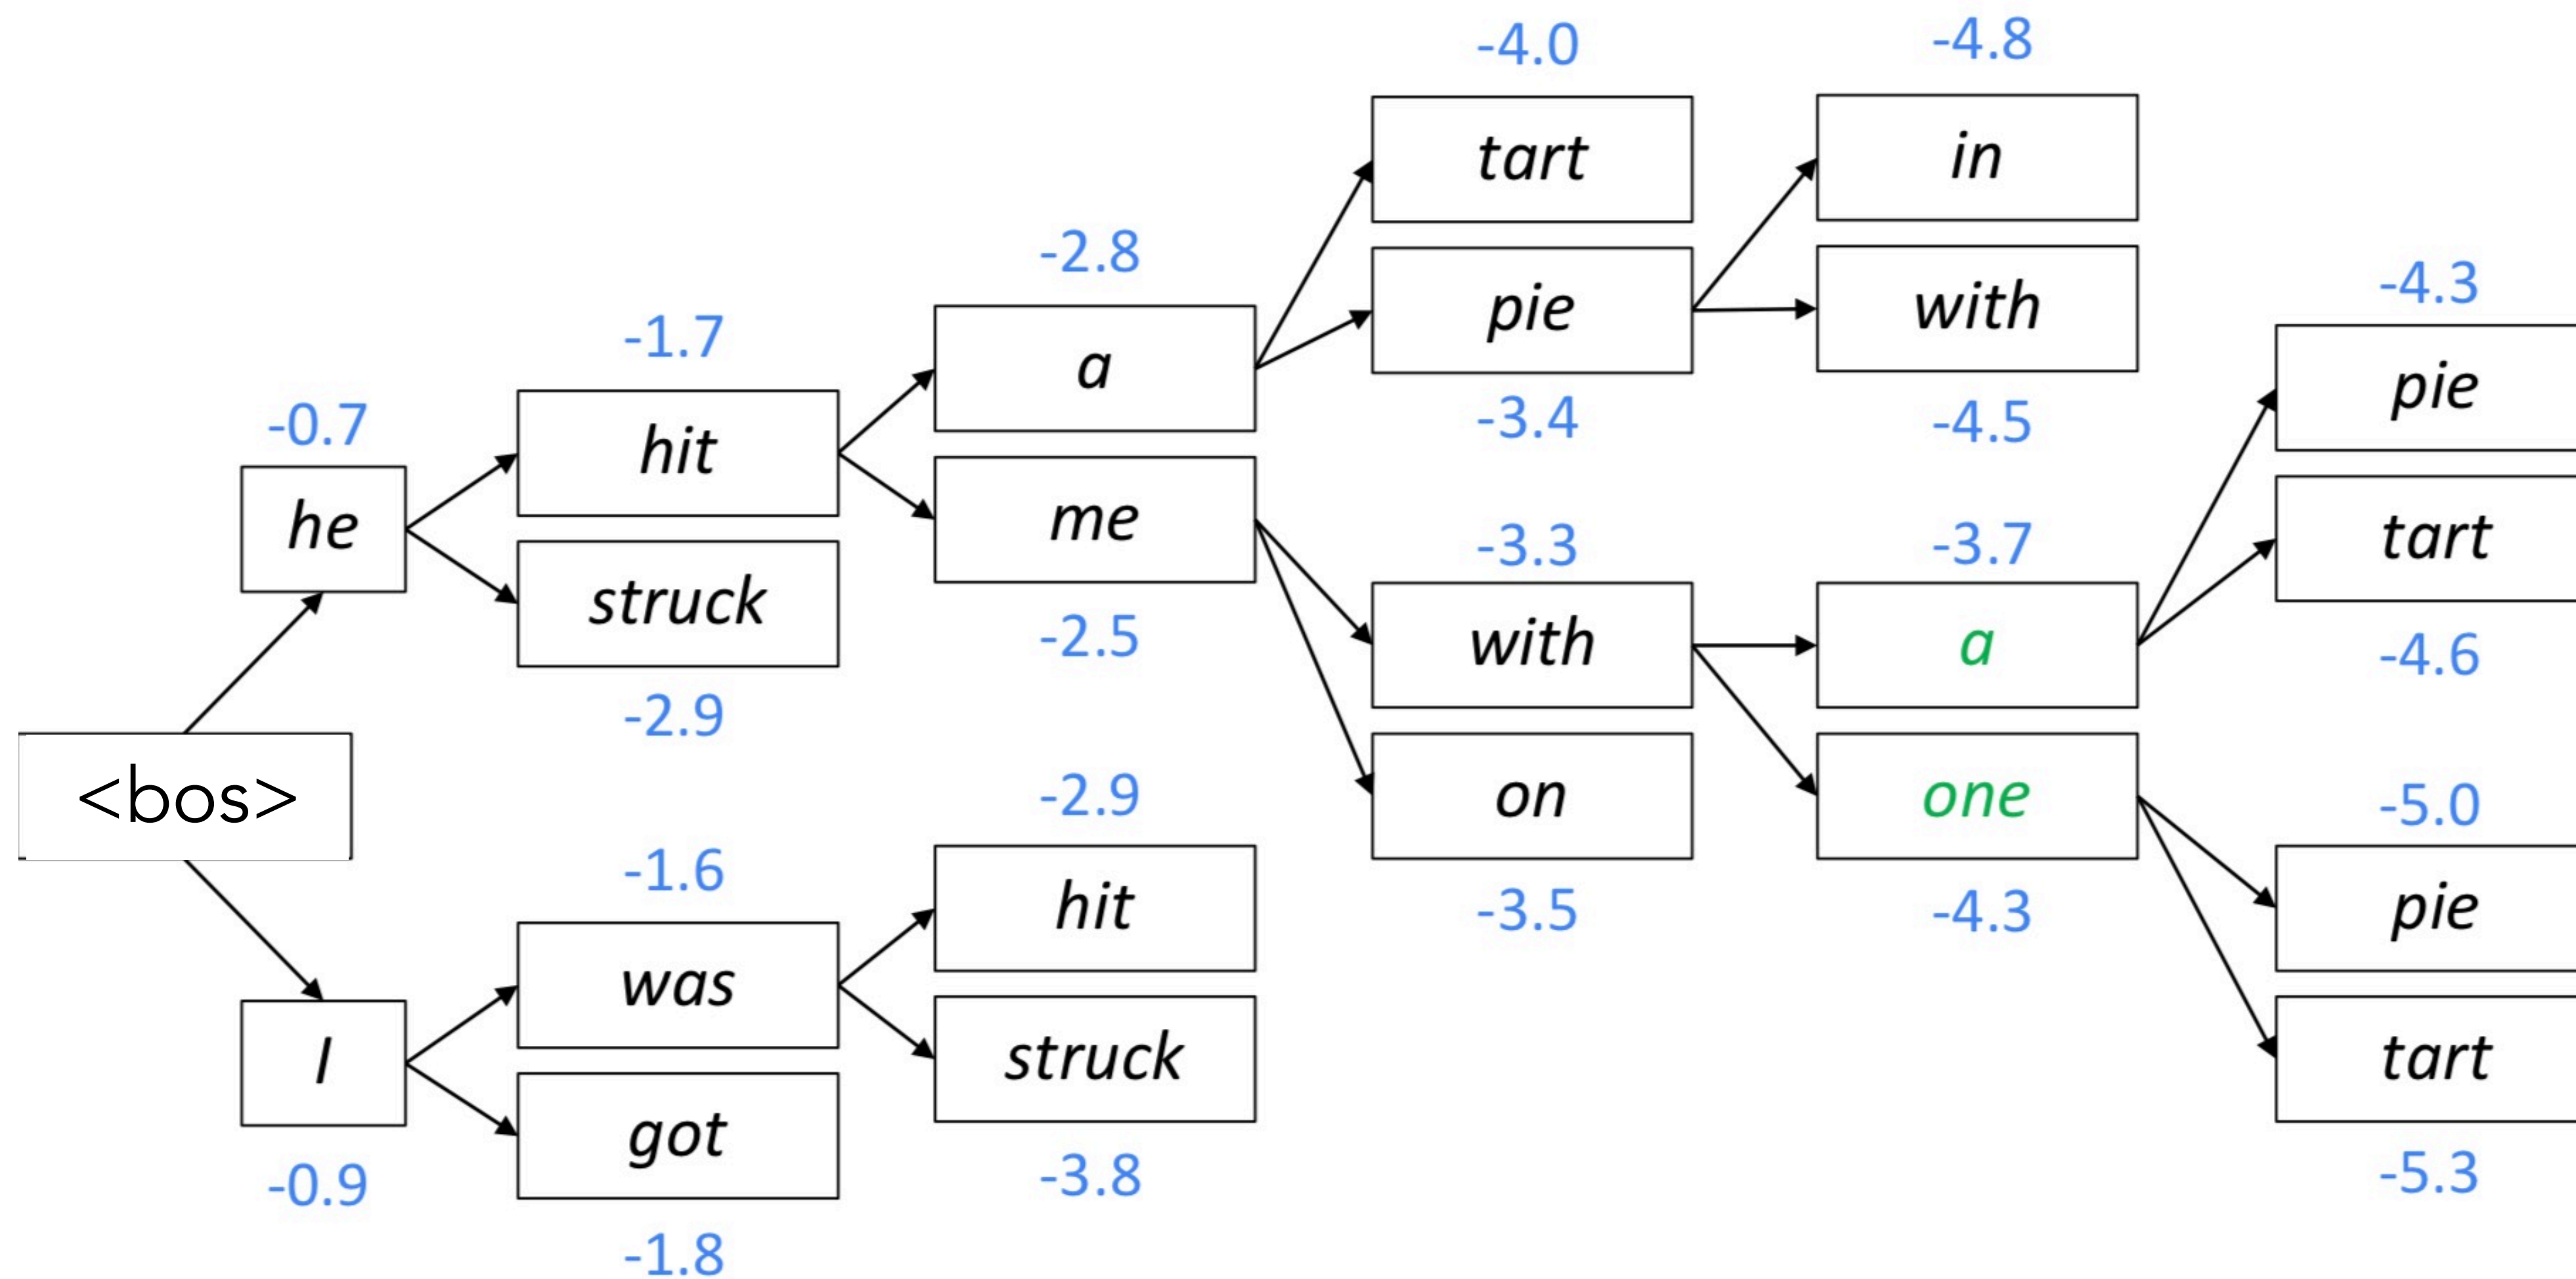 <bos>
-0.7
he
I
-0.9
-1.7
hit
struck
-2.9
-1.6
was
got
-1.8
-2.8
a
me
-2.5
-2.9
hit
struck
-3.8
-4.0
tart
pie
-3.4
-3.3
with
on
-3.5
-4.8
in
with
-4.5
-3.7
a
one
-4.3
-4.3
pie
tart
-4.6
-5.0
pie
tart
-5.3